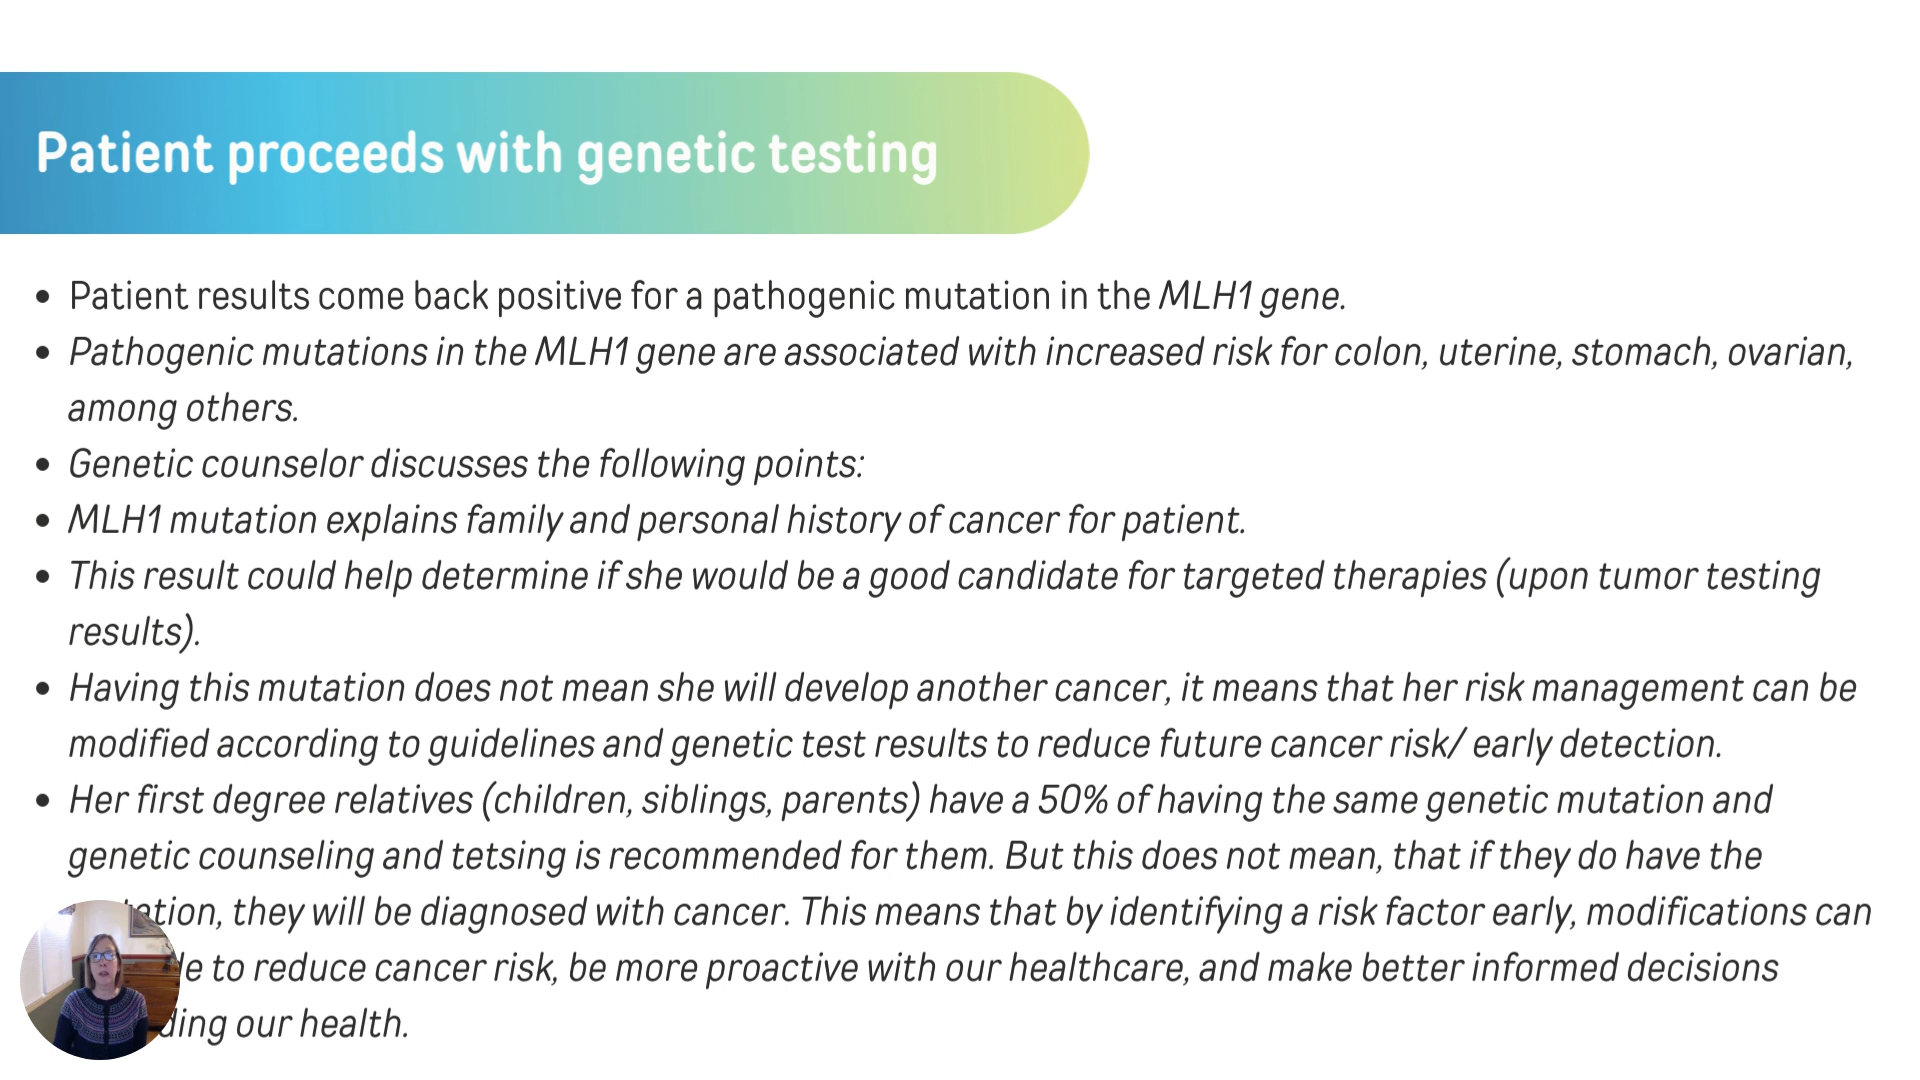 Patient proceeds with genetic testing
• Patient results come back positive for a pathogenic mutation in the MLH1 gene.
• Pathogenic mutations in the MLH1 gene are associated with increased risk for colon, uterine, stomach, ovarian,
among others.
• Genetic counselor discusses the following points:
• MLH1 mutation explains family and personal history of cancer for patient.
• This result could help determine if she would be a good candidate for targeted therapies (upon tumor testing
results).
• Having this mutation does not mean she will develop another cancer, it means that her risk management can be
modified according to guidelines and genetic test results to reduce future cancer risk/ early detection.
• Her first degree relatives (children, siblings, parents) have a 50% of having the same genetic mutation and
genetic counseling and tetsing is recommended for them. But this does not mean, that if they do have the
they will be diagnosed with cancer. This means that by identifying a risk factor early, modifications can
to reduce cancer risk, be more proactive with our healthcare, and make better informed decisions
our health.